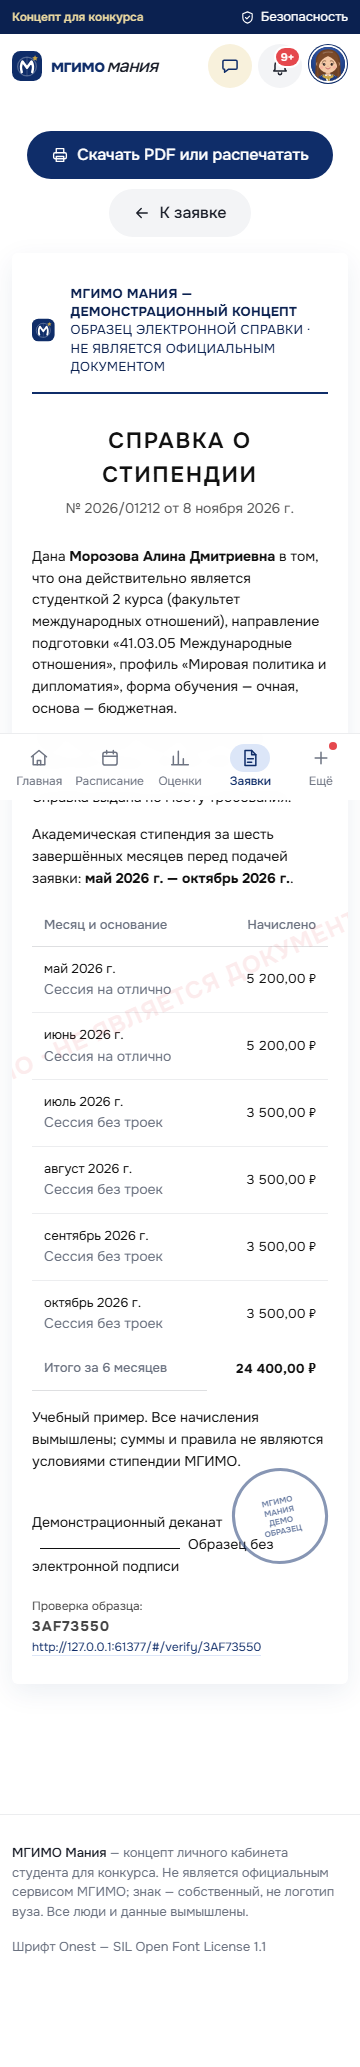 Концепт для конкурса
Безопасность
мгимо мания
9+
Скачать PDF или распечатать
К заявке
МГИМО МАНИЯ —
ДЕМОНСТРАЦИОННЫЙ КОНЦЕПТ
ОБРАЗЕЦ ЭЛЕКТРОННОЙ СПРАВКИ ·
НЕ ЯВЛЯЕТСЯ ОФИЦИАЛЬНЫМ
ДОКУМЕНТОМ
СПРАВКА О
СТИПЕНДИИ
№ 2026/01212 от 8 ноября 2026 г.
Дана Морозова Алина Дмитриевна в том,
что она действительно является
студенткой 2 курса (факультет
международных отношений), направление
подготовки «41.03.05 Международные
отношения», профиль «Мировая политика и
дипломатия», форма обучения — очная,
основа — бюджетная.
Главная
Расписание
Оценки
Заявки
Ещё
Справка выдана по месту требования.
Академическая стипендия за шесть
завершённых месяцев перед подачей
заявки: май 2026 г. — октябрь 2026 г..
Месяц и основание
Начислено
май 2026 г.
Сессия на отлично
5 200,00 ₽
июнь 2026 г.
Сессия на отлично
5 200,00 ₽
июль 2026 г.
Сессия без троек
3 500,00 ₽
август 2026 г.
Сессия без троек
3 500,00 ₽
сентябрь 2026 г.
Сессия без троек
3 500,00 ₽
октябрь 2026 г.
Сессия без троек
3 500,00 ₽
НЕ ЯВЛЯЕТСЯ ДОКУМЕНТ
Итого за 6 месяцев
24 400,00 ₽
Учебный пример. Все начисления
вымышлены; суммы и правила не являются
условиями стипендии МГИМО.
МГИМО
МАНИЯ
ДЕМО
ОБРАЗЕЦ
Демонстрационный деканат
Образец без
электронной подписи
Проверка образца:
3AF73550
http://127.0.0.1:61377/#/verify/3AF73550
МГИМО Мания — концепт личного кабинета
студента для конкурса. Не является официальным
сервисом МГИМО; знак — собственный, не логотип
вуза. Все люди и данные вымышлены.
Шрифт Onest — SIL Open Font License 1.1